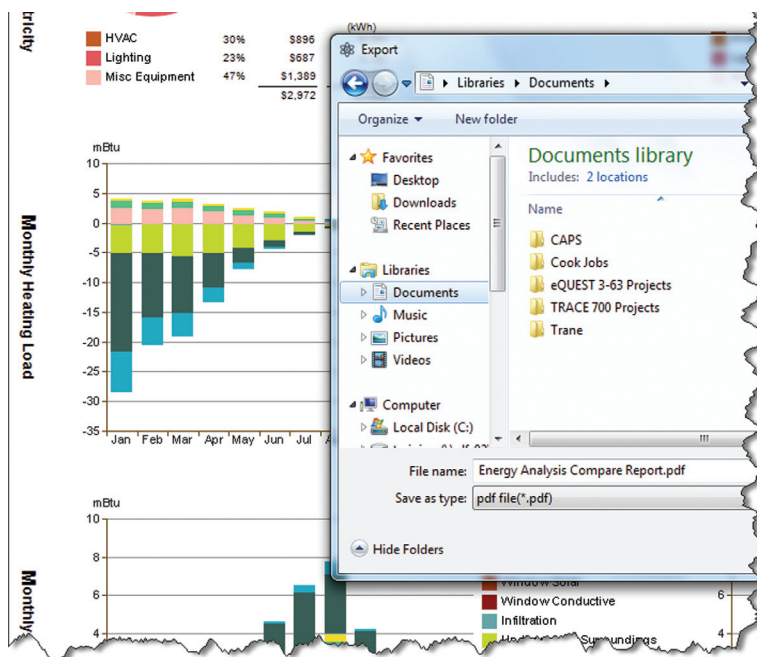 tricity
(kWh)
HVAC 30% $896
Lighting 23% $687
Misc Equipment 47% $1,389
$2,972
Monthly Heating Load
mBtu
10
5
0
-5
-10
-15
-20
-25
-30
-35
Jan Feb Mar Apr May Jun Jul
Export
Libraries Documents
Organize New folder
Favorites
Desktop
Downloads
Recent Places
Libraries
Documents
Music
Pictures
Videos
Computer
Local Disk (C:)
Documents library
Includes: 2 locations
Name
CAPS
Cook Jobs
eQUEST 3-63 Projects
TRACE 700 Projects
Trane
File name: Energy Analysis Compare Report.pdf
Save as type: pdf file(*.pdf)
Hide Folders
Monthly
mBtu
10
8
6
4
Window Solar
Window Conductive
Infiltration
6
4